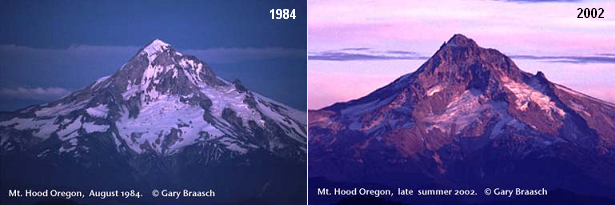 1984
2002
Mt. Hood Oregon, August 1984. © Gary Braasch
Mt. Hood Oregon, late summer 2002. © Gary Braasch